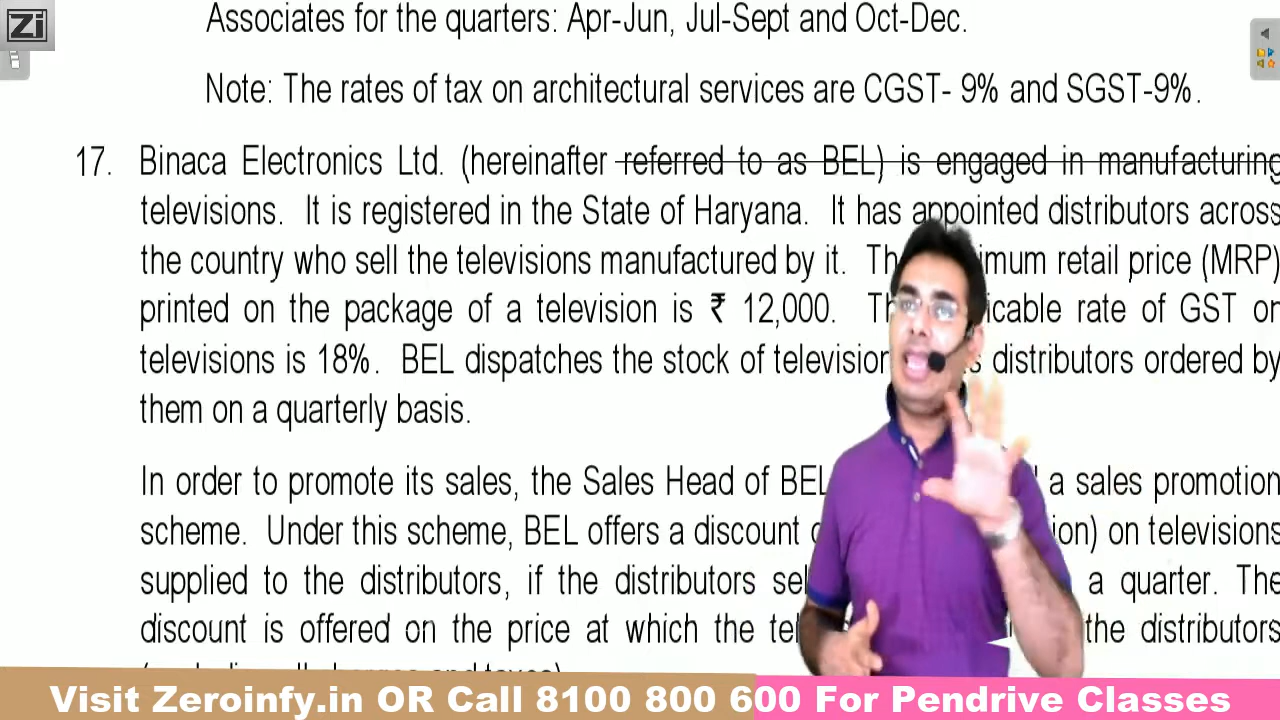 Zi
Associates for the quarters: Apr-Jun, Jul-Sept and Oct-Dec.
Note: The rates of tax on architectural services are CGST- 9% and SGST-9%.
17. Binaca Electronics Ltd. (hereinafter referred to as BEL) is engaged in manufacturing
televisions. It is registered in the State of Haryana. It has appointed distributors across
the country who sell the televisions manufactured by it. imum retail price (MRP)
printed on the package of a television is ₹ 12,000. icable rate of GST on
televisions is 18%. BEL dispatches the stock of television distributors ordered by
them on a quarterly basis.
In order to promote its sales, the Sales Head of BEL a sales promotion
scheme. Under this scheme, BEL offers a discount ion) on televisions
supplied to the distributors, if the distributors sel a quarter. The
discount is offered on the price at which the tel the distributors
Visit Zeroinfy.in OR Call 8100 800 600 For Pendrive Classes